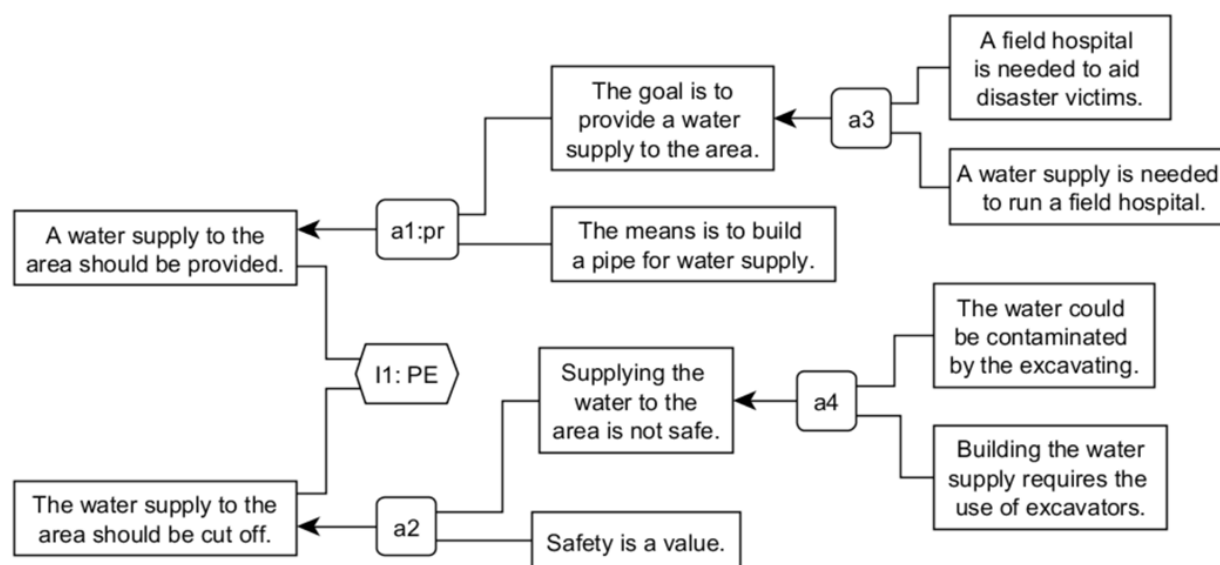 A field hospital
is needed to aid
disaster victims.
The goal is to
provide a water
supply to the area.
a3
A water supply is needed
to run a field hospital.
A water supply to the
area should be provided.
a1:pr
The means is to build
a pipe for water supply.
The water could
be contaminated
by the excavating.
I1: PE
Supplying the
water to the
area is not safe.
a4
Building the water
supply requires the
use of excavators.
The water supply to the
area should be cut off.
a2
Safety is a value.